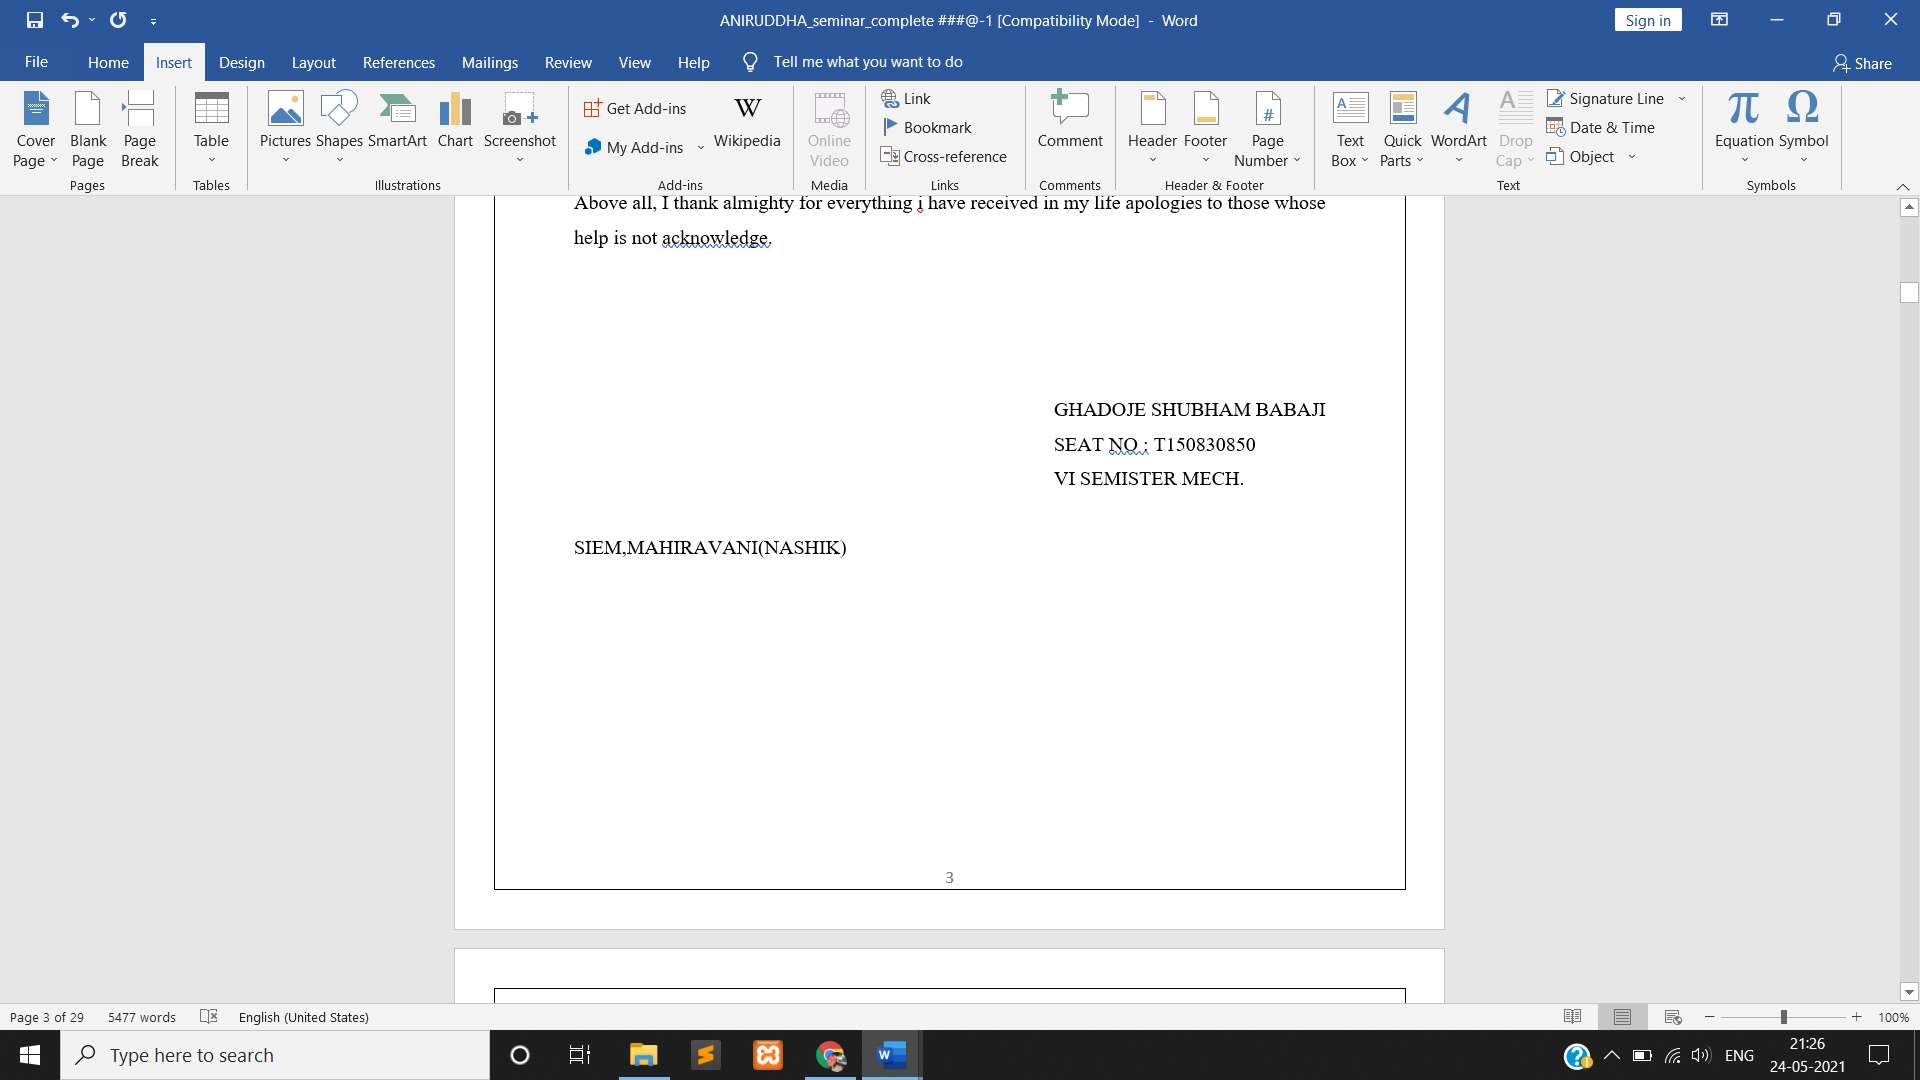 ANIRUDDHA_seminar_complete ###@-1 [Compatibility Mode] - Word
Sign in
File Home Insert Design Layout References Mailings Review View Help Tell me what you want to do
Share
Cover Page
Blank Page
Page Break
Pages
Table
Tables
Pictures Shapes SmartArt Chart Screenshot
Illustrations
Get Add-ins
My Add-ins
W
Wikipedia
Add-ins
Online Video
Media
Link
Bookmark
Cross-reference
Links
Comment
Comments
Header Footer
Page Number
Header & Footer
Text Box
Quick Parts
WordArt
Drop Cap
Signature Line
Date & Time
Object
Text
Equation Symbol
Symbols
Above all, I thank almighty for everything i have received in my life apologies to those whose
help is not acknowledge.
GHADOJE SHUBHAM BABAJI
SEAT NO : T150830850
VI SEMISTER MECH.
SIEM,MAHIRAVANI(NASHIK)
3
Page 3 of 29 5477 words English (United States) 100%
Type here to search
ENG
21:26
24-05-2021